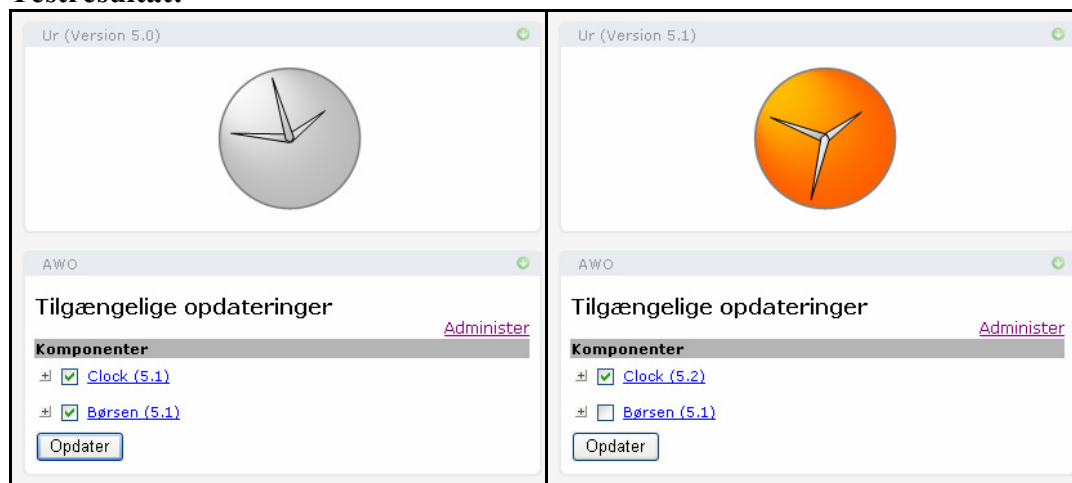 Testresultat:
Ur (Version 5.0)
AWO
Tilgængelige opdateringer
Administer
Komponenter
Clock (5.1)
Børsen (5.1)
Opdater
Ur (Version 5.1)
AWO
Tilgængelige opdateringer
Administer
Komponenter
Clock (5.2)
Børsen (5.1)
Opdater